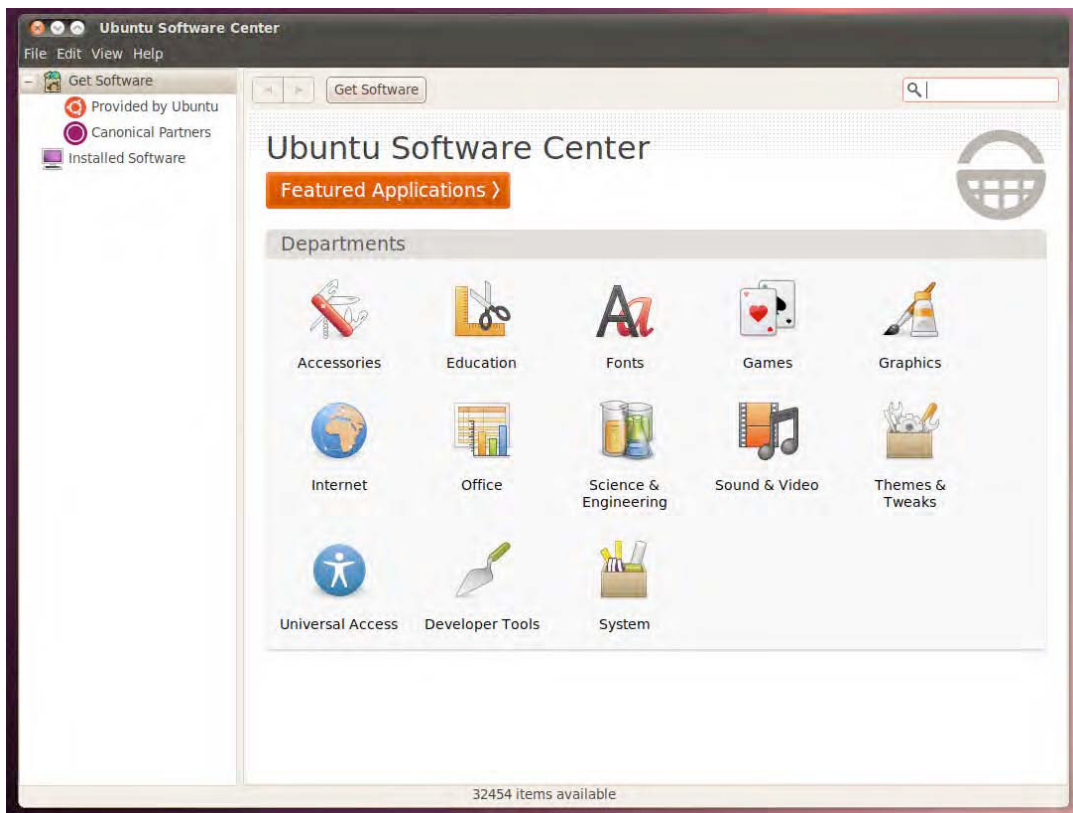 Ubuntu Software Center
File Edit View Help
Get Software
Provided by Ubuntu
Canonical Partners
Installed Software
Get Software
Ubuntu Software Center
Featured Applications ⟩
Departments
Accessories
Education
Fonts
Games
Graphics
Internet
Office
Science &
Engineering
Sound & Video
Themes &
Tweaks
Universal Access
Developer Tools
System
32454 items available